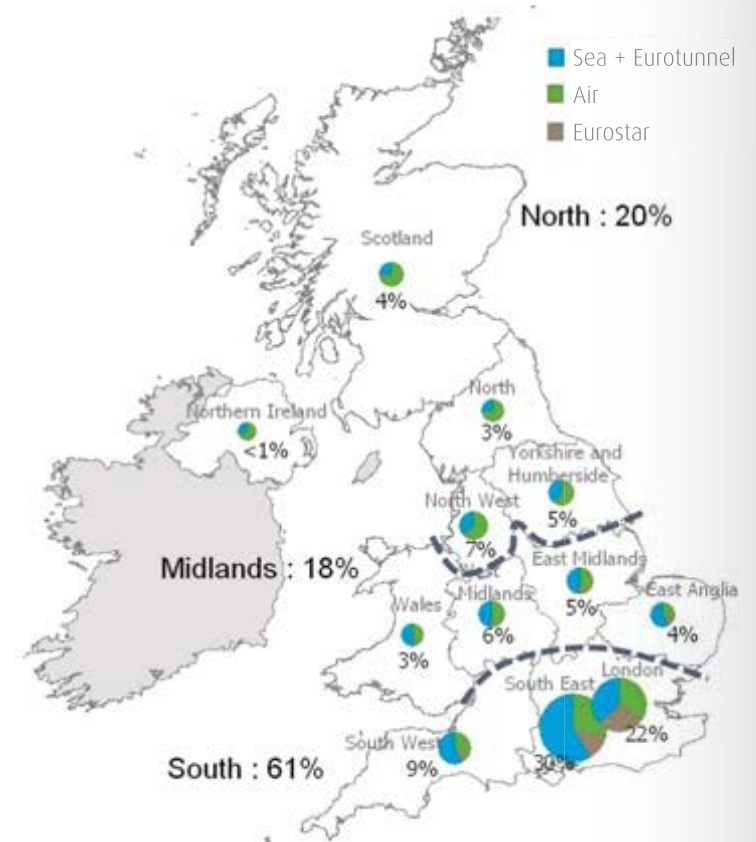 Sea + Eurotunnel
Air
Eurostar
North : 20%
Scotland
4%
North
3%
Northern Ireland
<1%
Yorkshire and
Humberside
5%
North West
7%
Midlands : 18%
East Midlands
5%
West
Midlands
6%
East Anglia
4%
Wales
3%
London
22%
South East
South West
9%
South : 61%